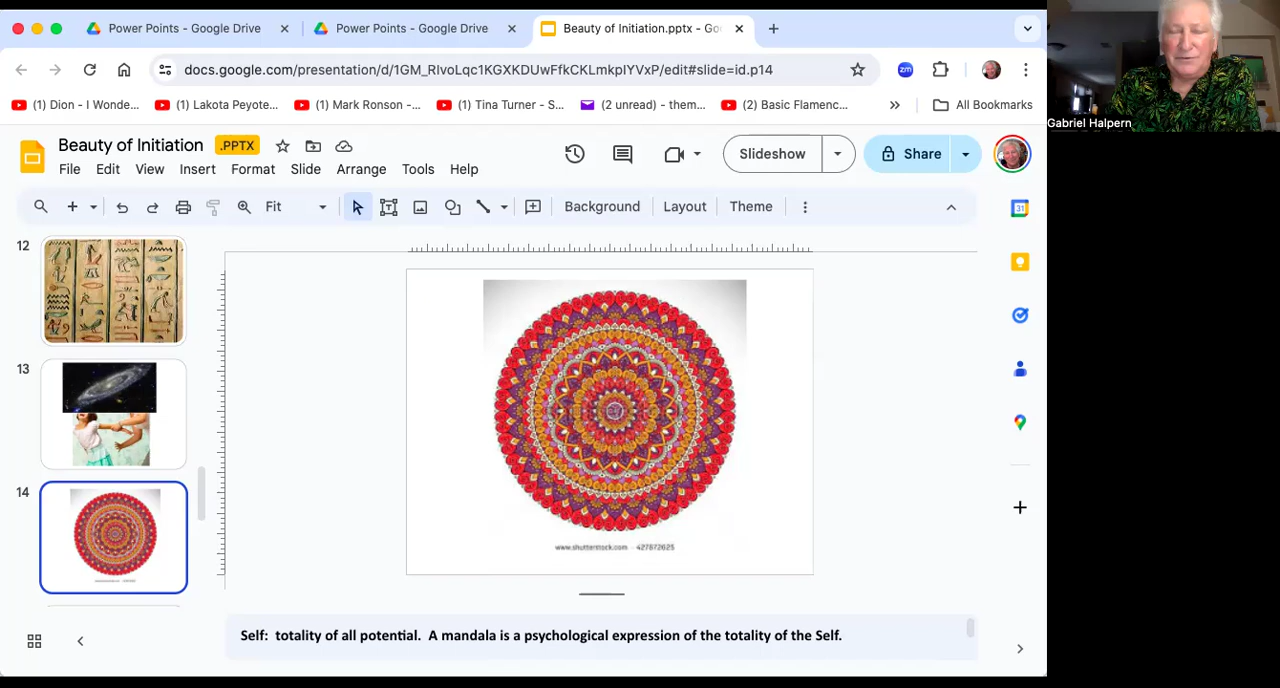 Power Points - Google Drive
Power Points - Google Drive
Beauty of Initiation.pptx - Go
docs.google.com/presentation/d/1GM_RIvoLqc1KGXKDUwFfkCKLmkpIYVxP/edit#slide=id.p14
zm
(1) Dion - I Wonde...
(1) Lakota Peyote...
(1) Mark Ronson -...
(1) Tina Turner - S...
(2 unread) - them...
(2) Basic Flamenc...
All Bookmarks
Gabriel Halpern
Beauty of Initiation
.PPTX
Slideshow
Share
File Edit View Insert Format Slide Arrange Tools Help
Fit
Background
Layout
Theme
31
12
13
14
www.shutterstock.com 427872625
Self: totality of all potential. A mandala is a psychological expression of the totality of the Self.